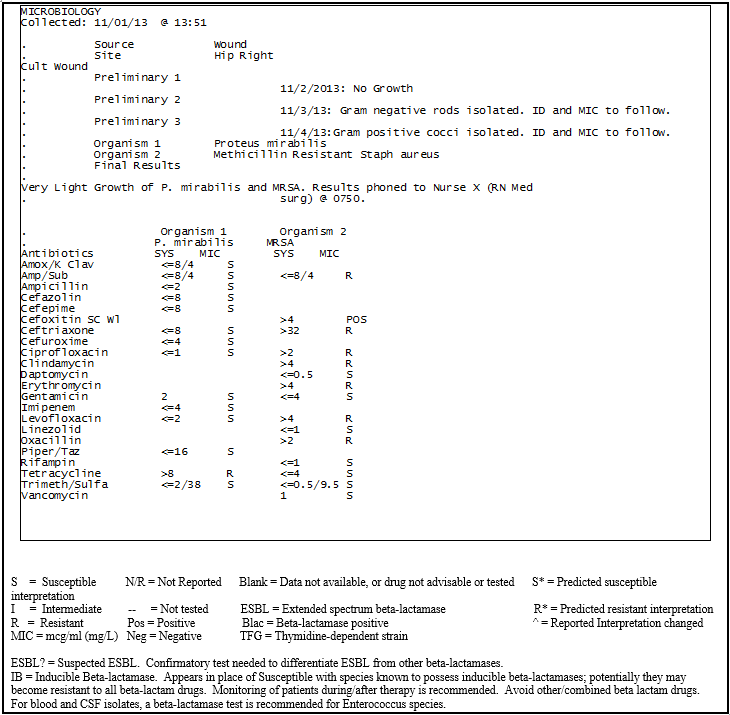 MICROBIOLOGY
Collected: 11/01/13 @ 13:51
. Source Wound
. Site Hip Right
Cult Wound
. Preliminary 1
. 11/2/2013: No Growth
. Preliminary 2
. 11/3/13: Gram negative rods isolated. ID and MIC to follow.
. Preliminary 3
. 11/4/13:Gram positive cocci isolated. ID and MIC to follow.
. Organism 1 Proteus mirabilis
. Organism 2 Methicillin Resistant Staph aureus
. Final Results
.
Very Light Growth of P. mirabilis and MRSA. Results phoned to Nurse X (RN Med
. surg) @ 0750.
. Organism 1 Organism 2
. P. mirabilis MRSA
Antibiotics SYS MIC SYS MIC
Amox/K Clav <=8/4 S
Amp/Sub <=8/4 S <=8/4 R
Ampicillin <=2 S
Cefazolin <=8 S
Cefepime <=8 S
Cefoxitin SC Wl >4 POS
Ceftriaxone <=8 S >32 R
Cefuroxime <=4 S
Ciprofloxacin <=1 S >2 R
Clindamycin >4 R
Daptomycin <=0.5 S
Erythromycin >4 R
Gentamicin 2 S <=4 S
Imipenem <=4 S
Levofloxacin <=2 S >4 R
Linezolid <=1 S
Oxacillin >2 R
Piper/Taz <=16 S
Rifampin <=1 S
Tetracycline >8 R <=4 S
Trimeth/Sulfa <=2/38 S <=0.5/9.5 S
Vancomycin 1 S
S = Susceptible N/R = Not Reported Blank = Data not available, or drug not advisable or tested S* = Predicted susceptible
interpretation
I = Intermediate -- = Not tested ESBL = Extended spectrum beta-lactamase R* = Predicted resistant interpretation
R = Resistant Pos = Positive Blac = Beta-lactamase positive ^ = Reported Interpretation changed
MIC = mcg/ml (mg/L) Neg = Negative TFG = Thymidine-dependent strain
ESBL? = Suspected ESBL. Confirmatory test needed to differentiate ESBL from other beta-lactamases.
IB = Inducible Beta-lactamase. Appears in place of Susceptible with species known to possess inducible beta-lactamases; potentially they may
become resistant to all beta-lactam drugs. Monitoring of patients during/after therapy is recommended. Avoid other/combined beta lactam drugs.
For blood and CSF isolates, a beta-lactamase test is recommended for Enterococcus species.